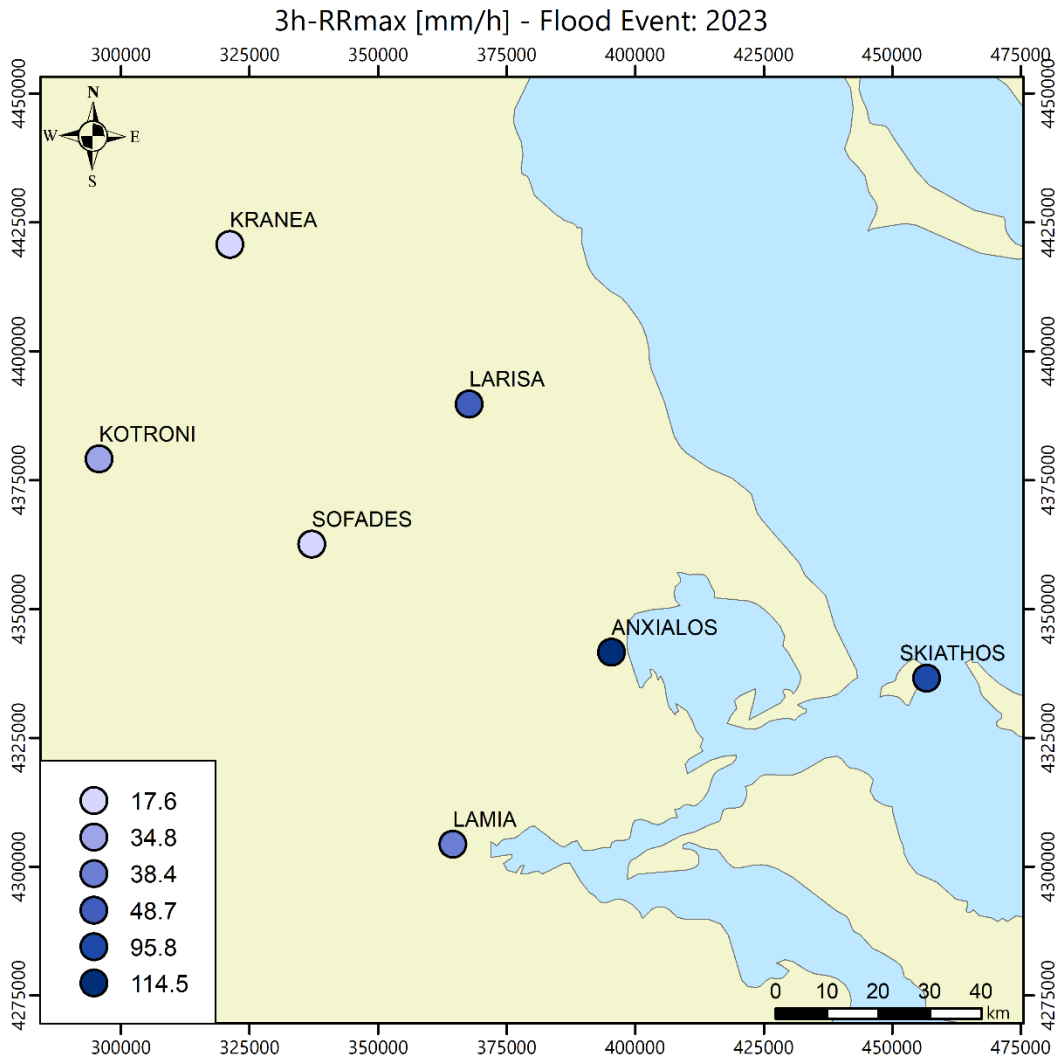 3h-RRmax [mm/h] - Flood Event: 2023
300000 325000 350000 375000 400000 425000 450000 475000
4450000 4450000
N
W E
S
KRANEA
4425000 4425000
4400000 4400000
LARISA
KOTRONI
4375000 4375000
SOFADES
4350000 4350000
ANXIALOS
SKIATHOS
4325000 4325000
17.6
LAMIA
34.8
38.4
4300000 4300000
48.7
95.8
114.5
4275000 4275000
0 10 20 30 40
km
300000 325000 350000 375000 400000 425000 450000 475000